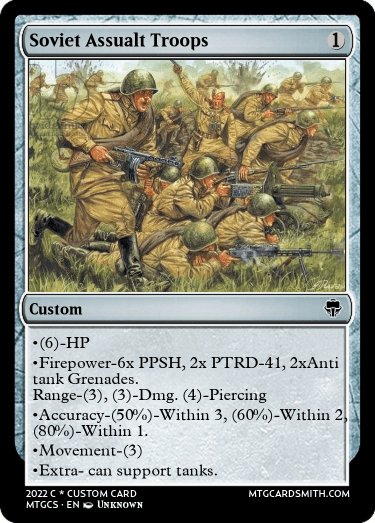 Soviet Assualt Troops 1
Custom
•(6)-HP
•Firepower-6x PPSH, 2x PTRD-41, 2xAnti
tank Grenades.
Range-(3), (3)-Dmg. (4)-Piercing
•Accuracy-(50%)-Within 3, (60%)-Within 2,
(80%)-Within 1.
•Movement-(3)
•Extra- can support tanks.
2022 C * CUSTOM CARD
MTGCS · EN UNKNOWN
MTGCARDSMITH.COM